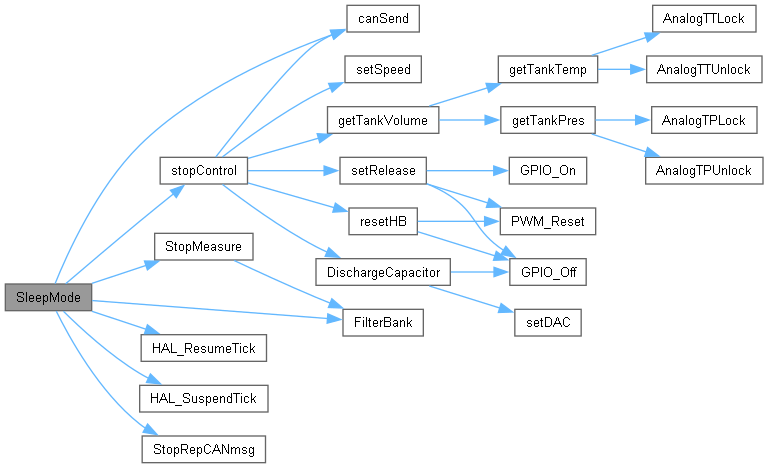 canSend
AnalogTTLock
setSpeed
getTankTemp
AnalogTTUnlock
getTankVolume
getTankPres
AnalogTPLock
stopControl
setRelease
GPIO_On
AnalogTPUnlock
resetHB
PWM_Reset
StopMeasure
DischargeCapacitor
GPIO_Off
SleepMode
FilterBank
setDAC
HAL_ResumeTick
HAL_SuspendTick
StopRepCANmsg